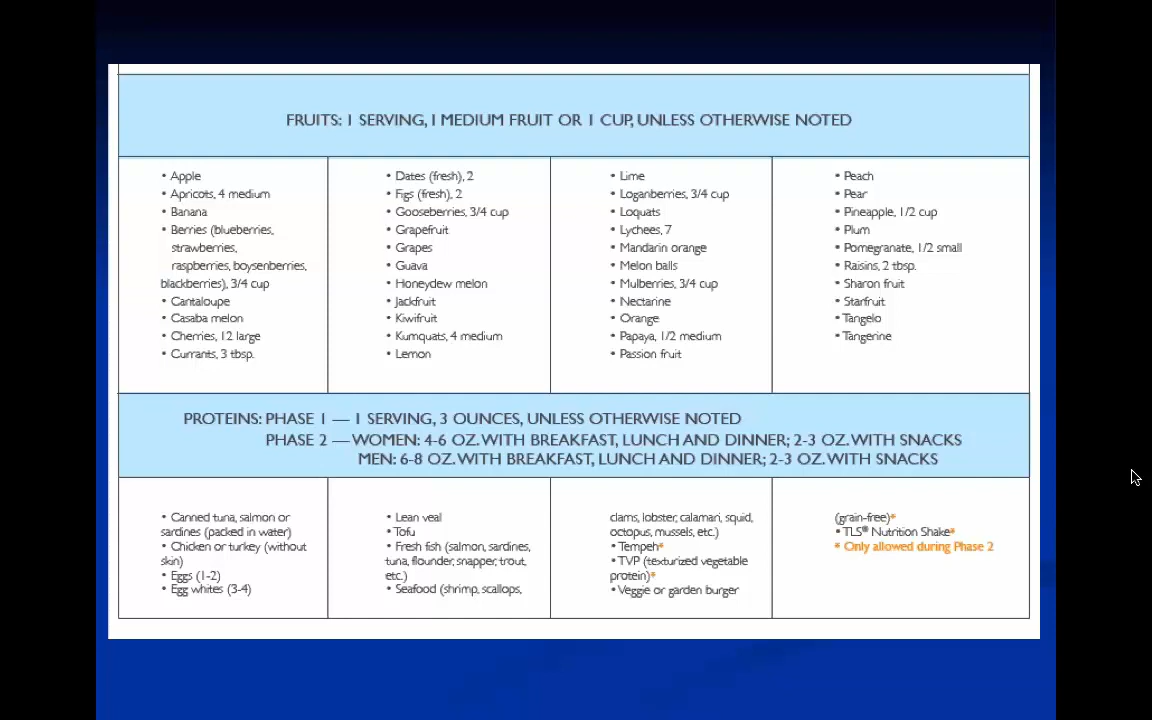 FRUITS: 1 SERVING, 1 MEDIUM FRUIT OR 1 CUP, UNLESS OTHERWISE NOTED
• Apple
• Apricots, 4 medium
• Banana
• Berries (blueberries,
strawberries,
raspberries, boysenberries,
blackberries), 3/4 cup
• Cantaloupe
• Casaba melon
• Cherries, 12 large
• Currants, 3 tbsp.
• Dates (fresh), 2
• Figs (fresh), 2
• Gooseberries, 3/4 cup
• Grapefruit
• Grapes
• Guava
• Honeydew melon
• Jackfruit
• Kiwifruit
• Kumquats, 4 medium
• Lemon
• Lime
• Loganberries, 3/4 cup
• Loquats
• Lychees, 7
• Mandarin orange
• Melon balls
• Mulberries, 3/4 cup
• Nectarine
• Orange
• Papaya, 1/2 medium
• Passion fruit
• Peach
• Pear
• Pineapple, 1/2 cup
• Plum
• Pomegranate, 1/2 small
• Raisins, 2 tbsp.
• Sharon fruit
• Starfruit
• Tangelo
• Tangerine
PROTEINS: PHASE 1 — 1 SERVING, 3 OUNCES, UNLESS OTHERWISE NOTED
PHASE 2 — WOMEN: 4-6 OZ. WITH BREAKFAST, LUNCH AND DINNER; 2-3 OZ. WITH SNACKS
MEN: 6-8 OZ. WITH BREAKFAST, LUNCH AND DINNER; 2-3 OZ. WITH SNACKS
• Canned tuna, salmon or
sardines (packed in water)
• Chicken or turkey (without
skin)
• Eggs (1-2)
• Egg whites (3-4)
• Lean veal
• Tofu
• Fresh fish (salmon, sardines,
tuna, flounder, snapper, trout,
etc.)
• Seafood (shrimp, scallops,
clams, lobster, calamari, squid,
octopus, mussels, etc.)
• Tempeh*
• TVP (texturized vegetable
protein)*
• Veggie or garden burger
(grain-free)*
• TLS® Nutrition Shake*
* Only allowed during Phase 2